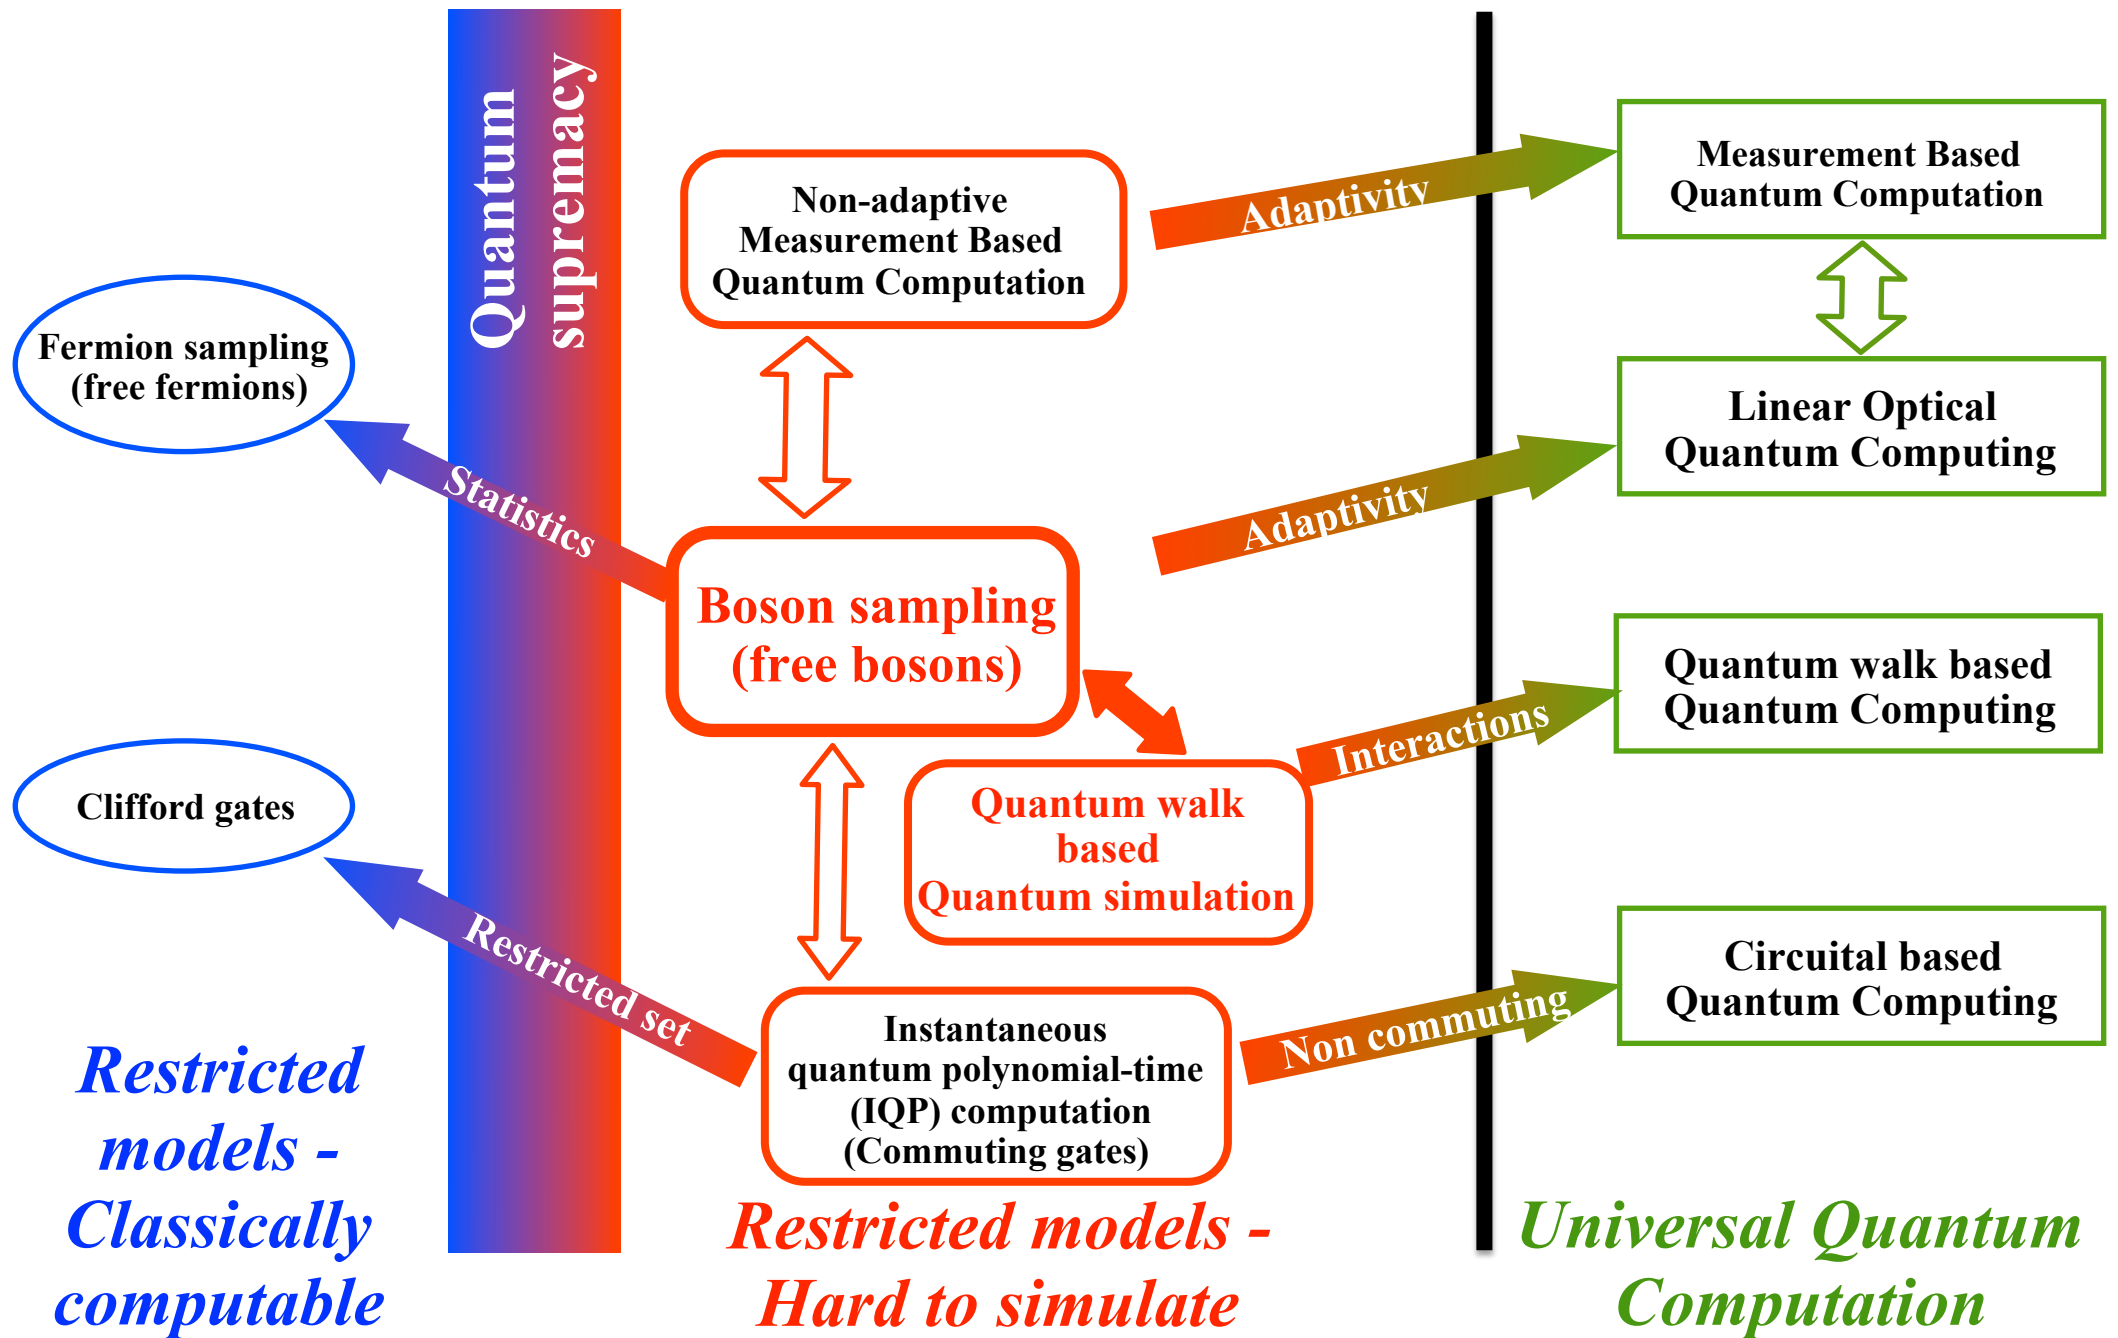 Quantum
supremacy
Fermion sampling
(free fermions)
Statistics
Clifford gates
Restricted set
Restricted
models -
Classically
computable
Non-adaptive
Measurement Based
Quantum Computation
Boson sampling
(free bosons)
Quantum walk
based
Quantum simulation
Instantaneous
quantum polynomial-time
(IQP) computation
(Commuting gates)
Restricted models -
Hard to simulate
Adaptivity
Adaptivity
Interactions
Non commuting
Measurement Based
Quantum Computation
Linear Optical
Quantum Computing
Quantum walk based
Quantum Computing
Circuital based
Quantum Computing
Universal Quantum
Computation